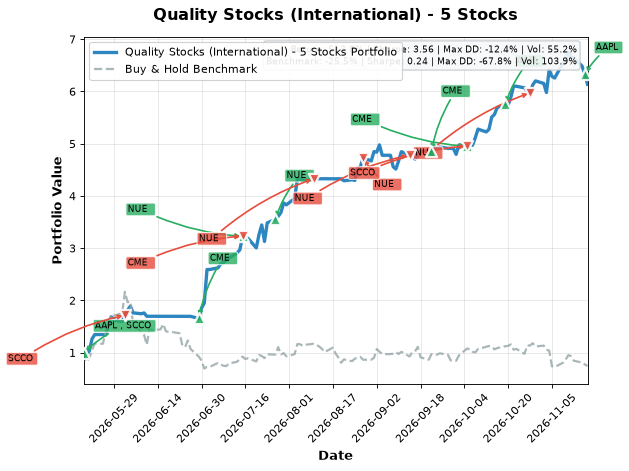 Quality Stocks (International) - 5 Stocks
Quality Stocks (International) - 5 Stocks Portfolio
Buy & Hold Benchmark
3.56 | Max DD: -12.4% | Vol: 55.2%
Benchmark: -25.5% | Sharpe: 0.24 | Max DD: -67.8% | Vol: 103.9%
AAPL
CME
CME
NUE
SCCO
NUE
NUE
NUE
NUE
NUE
CME
CME
AAPL, SCCO
SCCO
7
6
5
4
3
2
1
Portfolio Value
2026-05-29
2026-06-14
2026-06-30
2026-07-16
2026-08-01
2026-08-17
2026-09-02
2026-09-18
2026-10-04
2026-10-20
2026-11-05
Date